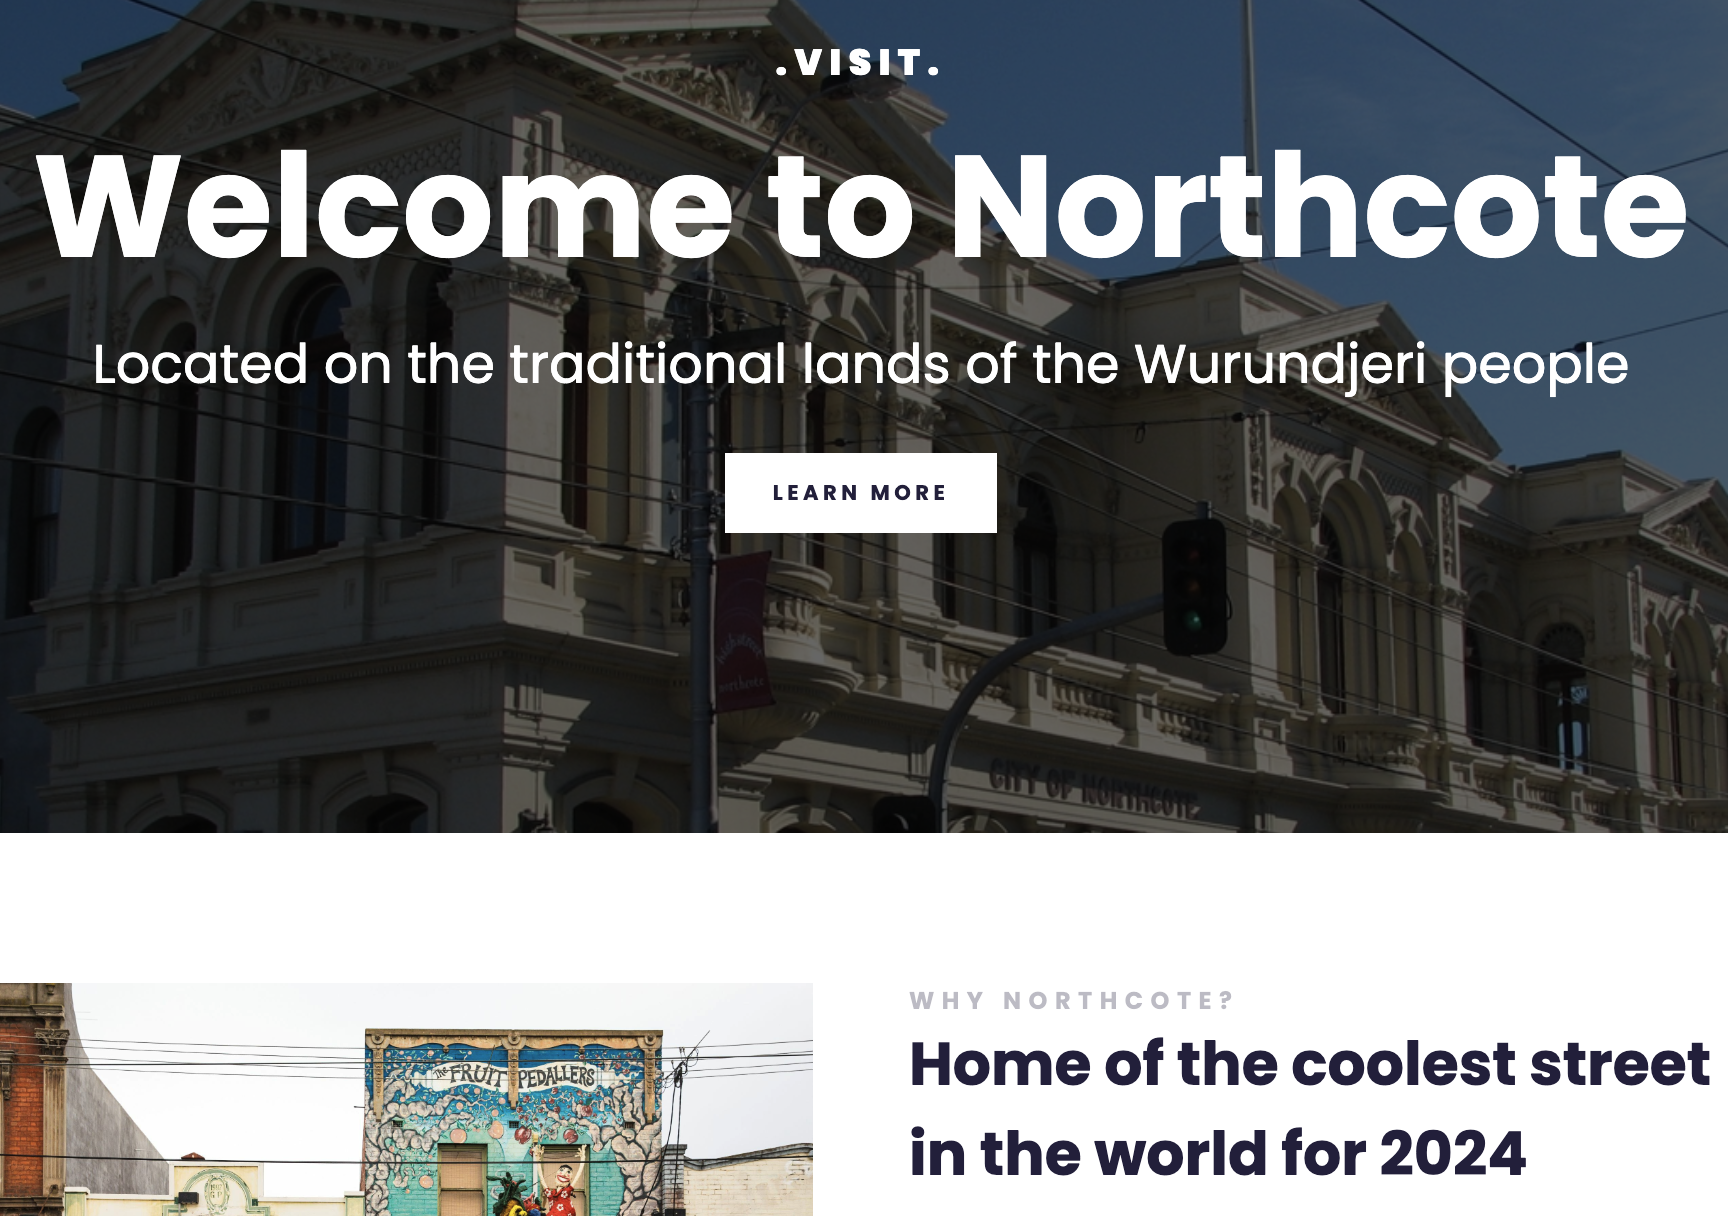 .VISIT.
Welcome to Northcote
Located on the traditional lands of the Wurundjeri people
LEARN MORE
northcote
CITY OF NORTHCOTE
WHY NORTHCOTE?
Home of the coolest street
in the world for 2024
The FRUIT PEDALLERS